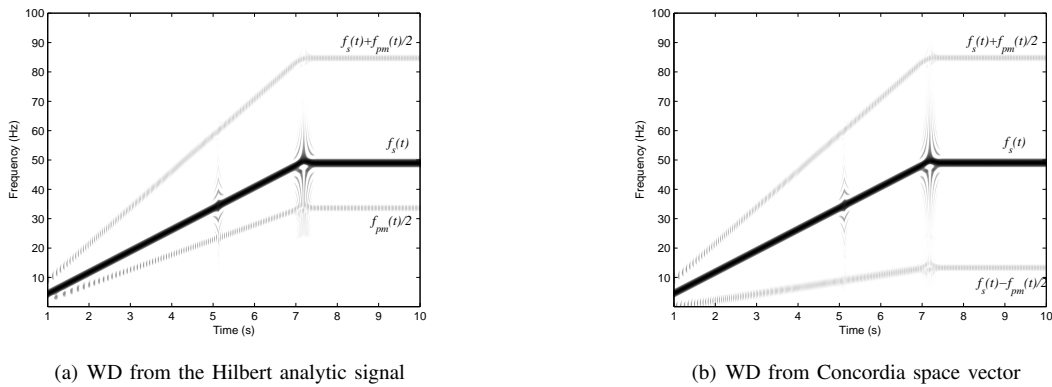 100
90
80
70
60
50
40
30
20
10
1 2 3 4 5 6 7 8 9 10
Frequency (Hz)
Time (s)
f_s(t)+f_pm(t)/2
f_s(t)
f_pm(t)/2
(a) WD from the Hilbert analytic signal
100
90
80
70
60
50
40
30
20
10
1 2 3 4 5 6 7 8 9 10
Frequency (Hz)
Time (s)
f_s(t)+f_pm(t)/2
f_s(t)
f_s(t)−f_pm(t)/2
(b) WD from Concordia space vector